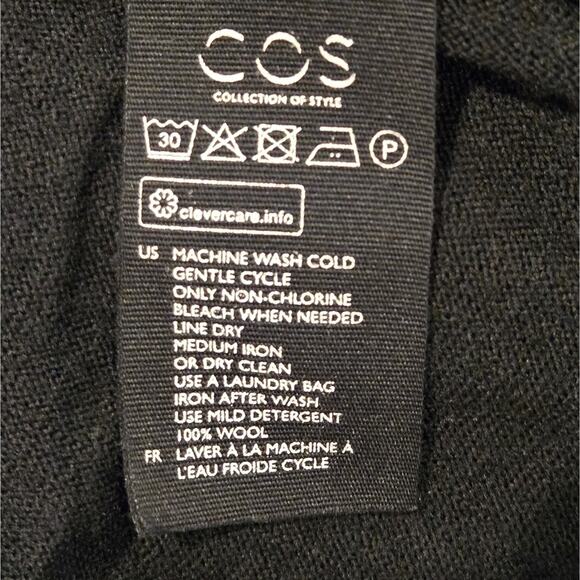 COS
COLLECTION OF STYLE
30 P
clevercare.info
US MACHINE WASH COLD
GENTLE CYCLE
ONLY NON-CHLORINE
BLEACH WHEN NEEDED
LINE DRY
MEDIUM IRON
OR DRY CLEAN
USE A LAUNDRY BAG
IRON AFTER WASH
USE MILD DETERGENT
100% WOOL
FR LAVER À LA MACHINE À
L'EAU FROIDE CYCLE